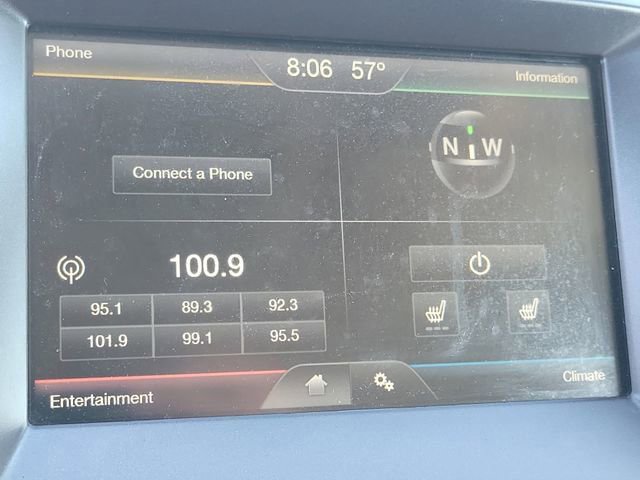 Phone
8:06 57°
Information
N W
Connect a Phone
100.9
95.1 89.3 92.3
101.9 99.1 95.5
Entertainment
Climate